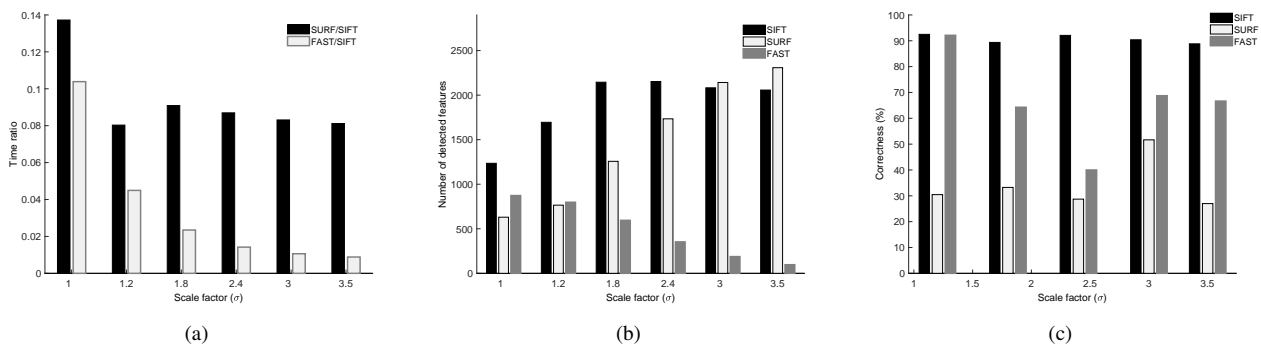 0.14
0.12
0.1
0.08
0.06
0.04
0.02
0
Time ratio
SURF/SIFT
FAST/SIFT
1 1.2 1.8 2.4 3 3.5
Scale factor (σ)
(a)
2500
2000
1500
1000
500
0
Number of detected features
SIFT
SURF
FAST
1 1.2 1.8 2.4 3 3.5
Scale factor (σ)
(b)
100
90
80
70
60
50
40
30
20
10
0
Correctness (%)
SIFT
SURF
FAST
1 1.5 2 2.5 3 3.5
Scale factor (σ)
(c)